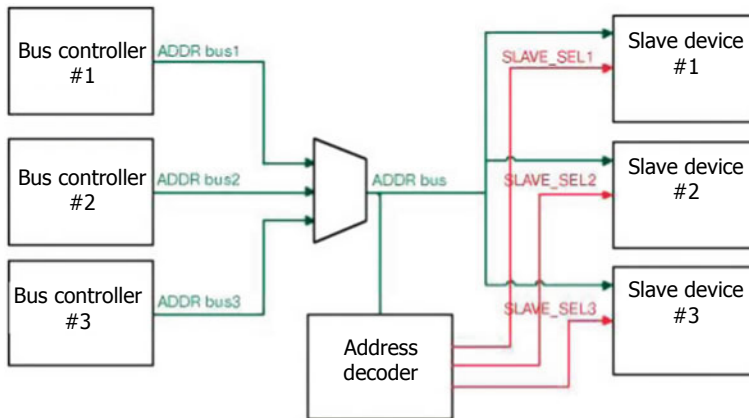 Bus controller
#1
ADDR bus1
Bus controller
#2
ADDR bus2
Bus controller
#3
ADDR bus3
ADDR bus
Address
decoder
SLAVE_SEL1
Slave device
#1
SLAVE_SEL2
Slave device
#2
SLAVE_SEL3
Slave device
#3